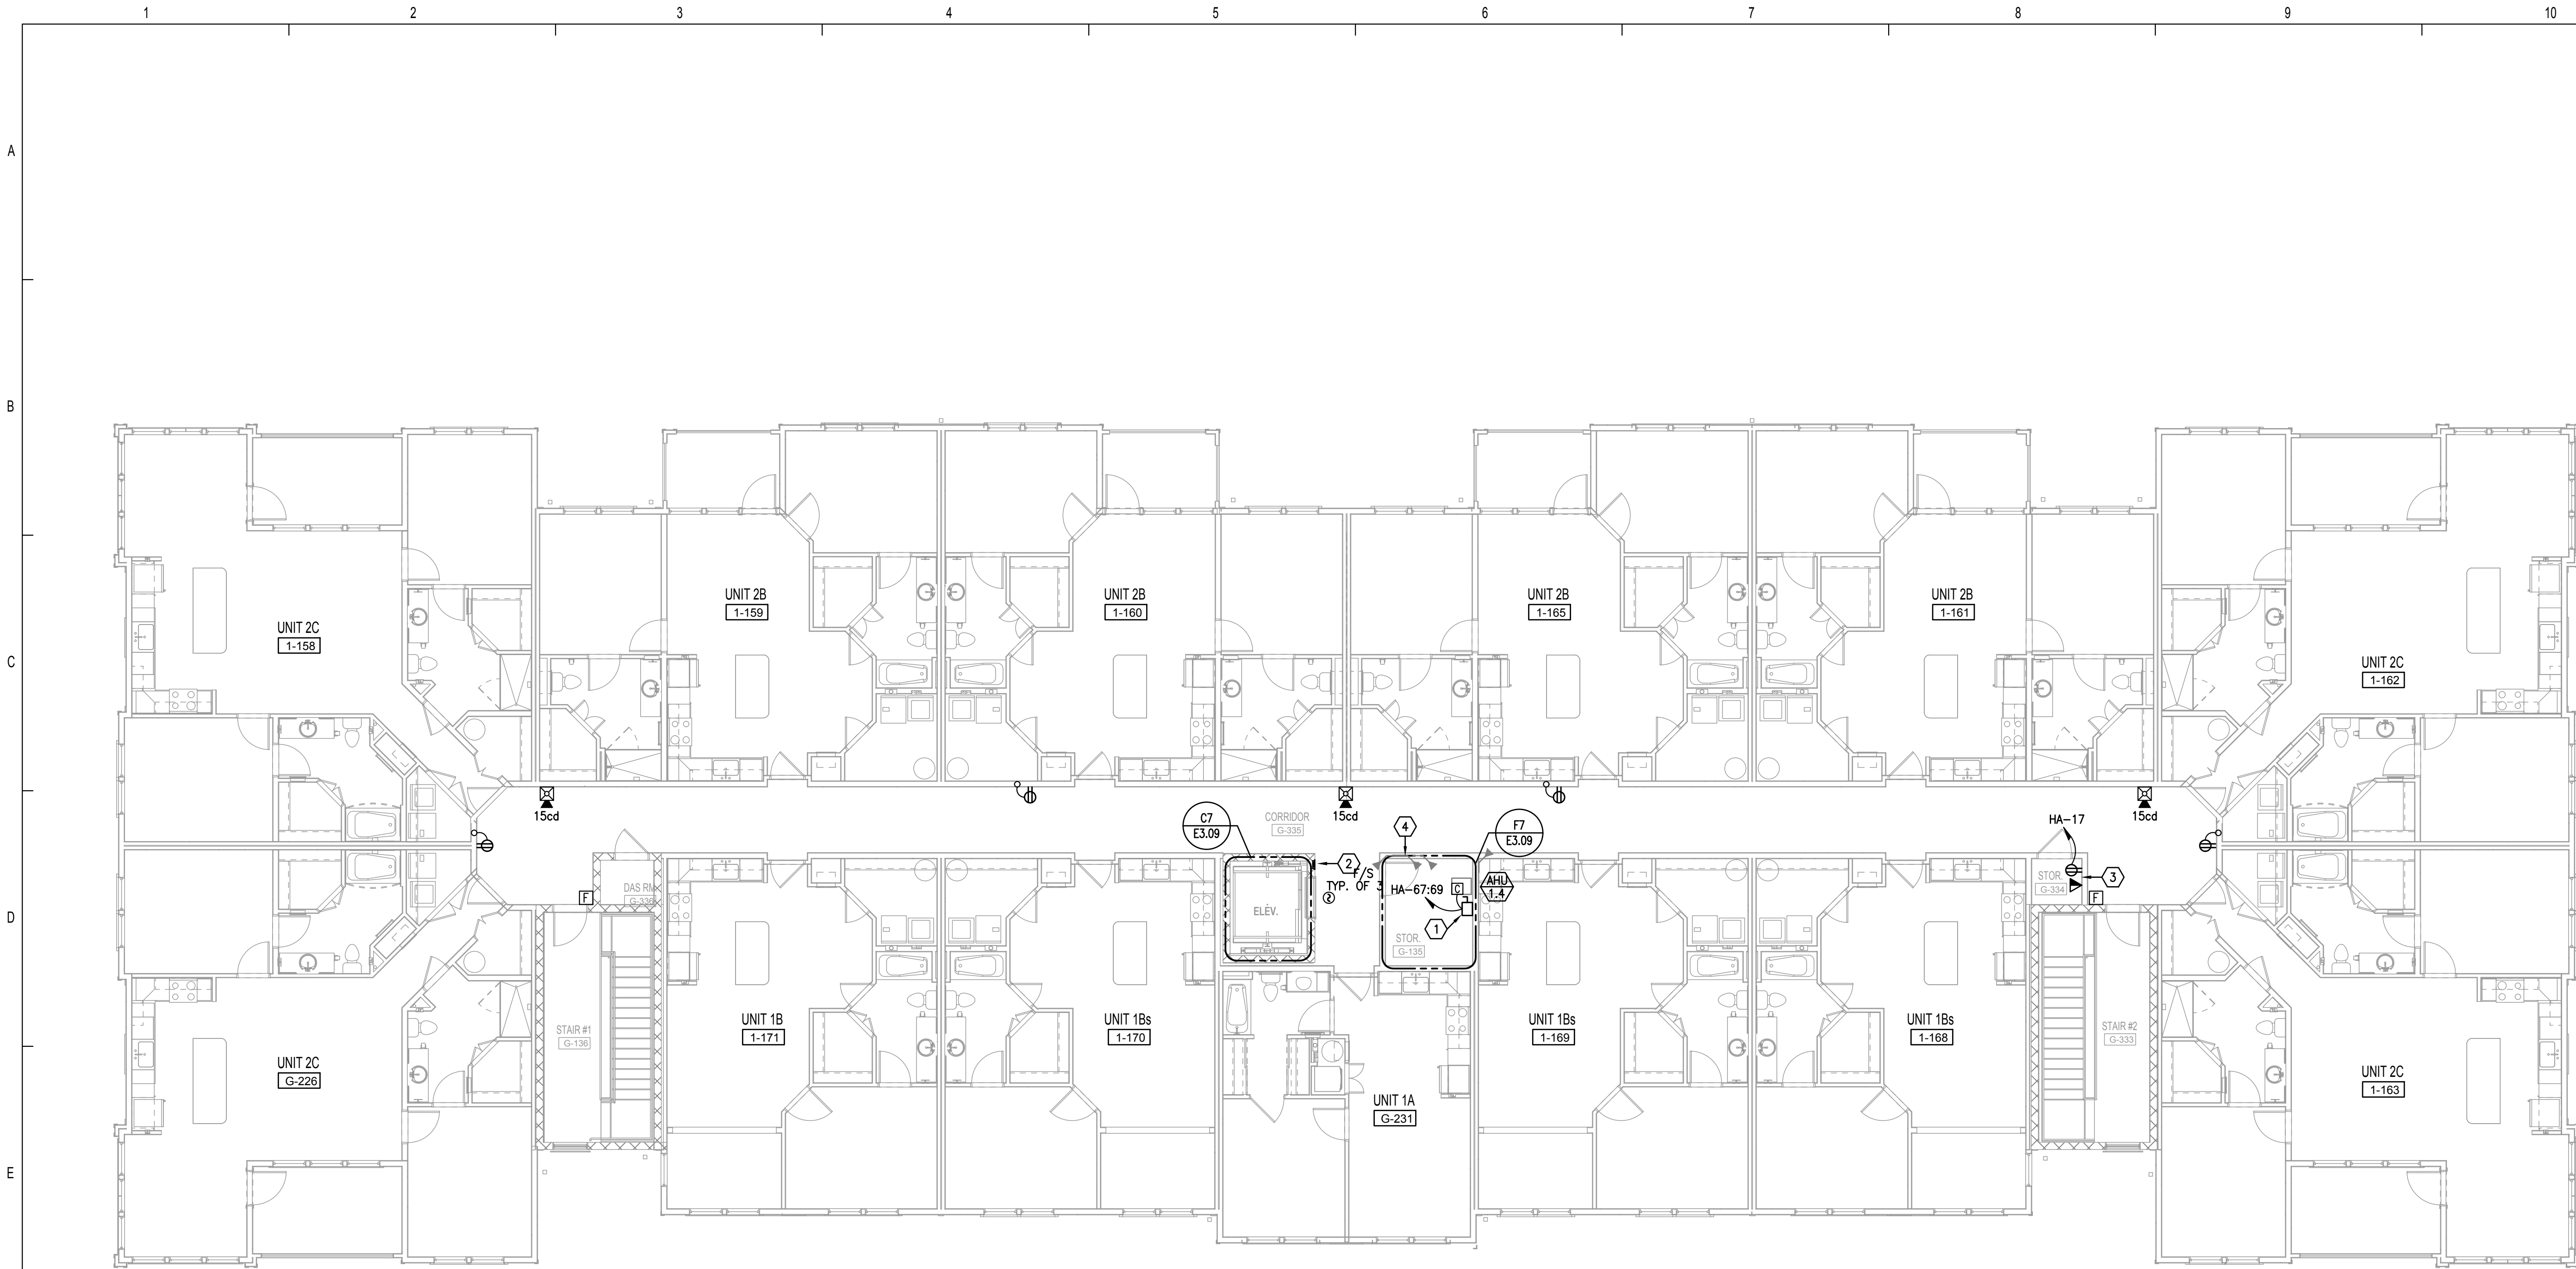 1 2 3 4 5 6 7 8 9 10
A
B
UNIT 2B
1-159
UNIT 2B
1-160
UNIT 2B
1-165
UNIT 2B
1-161
UNIT 2C
1-158
C
UNIT 2C
1-162
15cd
15cd
15cd
C7
E3.09
CORRIDOR
G-335
4
F7
E3.09
HA-17
2
F/S
TYP. OF 3
2
HA-67:69
C
AHU
1.4
1
STOR.
G-135
ELEV.
DAS RM
F
D
STOR.
G-334
3
F
UNIT 1B
1-171
UNIT 1Bs
1-170
UNIT 1Bs
1-169
UNIT 1Bs
1-168
STAIR #1
G-136
STAIR #2
G-333
UNIT 2C
G-226
UNIT 1A
G-231
UNIT 2C
1-163
E